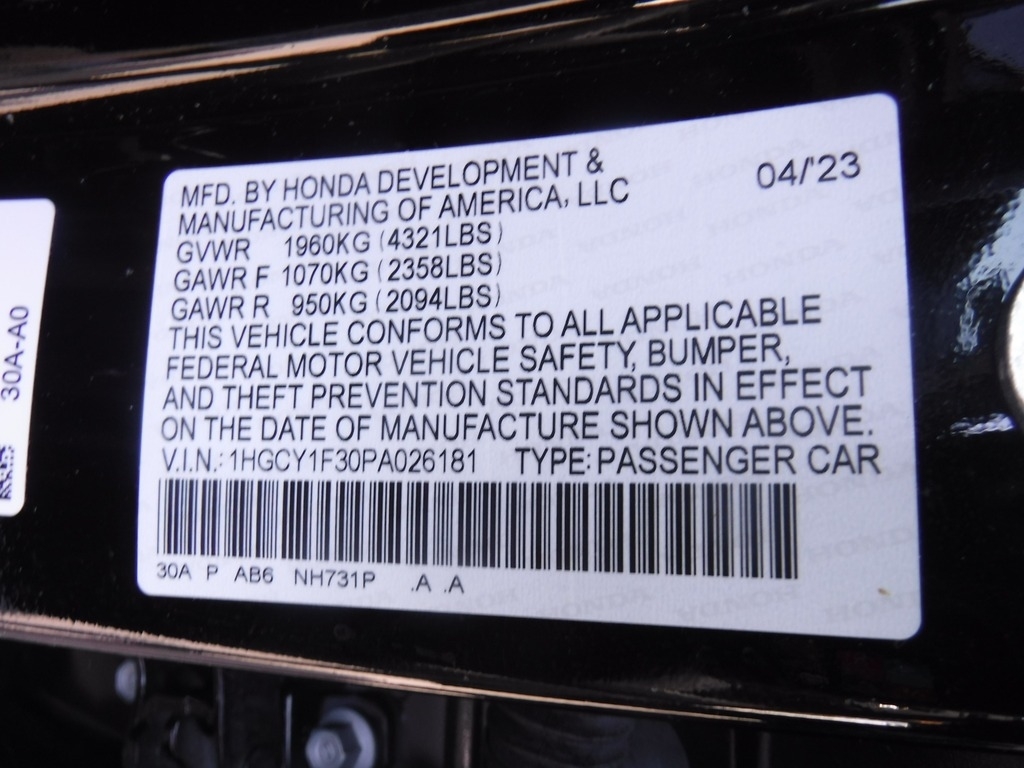 MFD. BY HONDA DEVELOPMENT &
MANUFACTURING OF AMERICA, LLC
04/'23
GVWR 1960KG (4321LBS)
GAWR F 1070KG (2358LBS)
GAWR R 950KG (2094LBS)
THIS VEHICLE CONFORMS TO ALL APPLICABLE
FEDERAL MOTOR VEHICLE SAFETY, BUMPER,
AND THEFT PREVENTION STANDARDS IN EFFECT
ON THE DATE OF MANUFACTURE SHOWN ABOVE.
V.I.N.: 1HGCY1F30PA026181 TYPE: PASSENGER CAR
30A P AB6 NH731P .A .A
30A-A0
HONDA